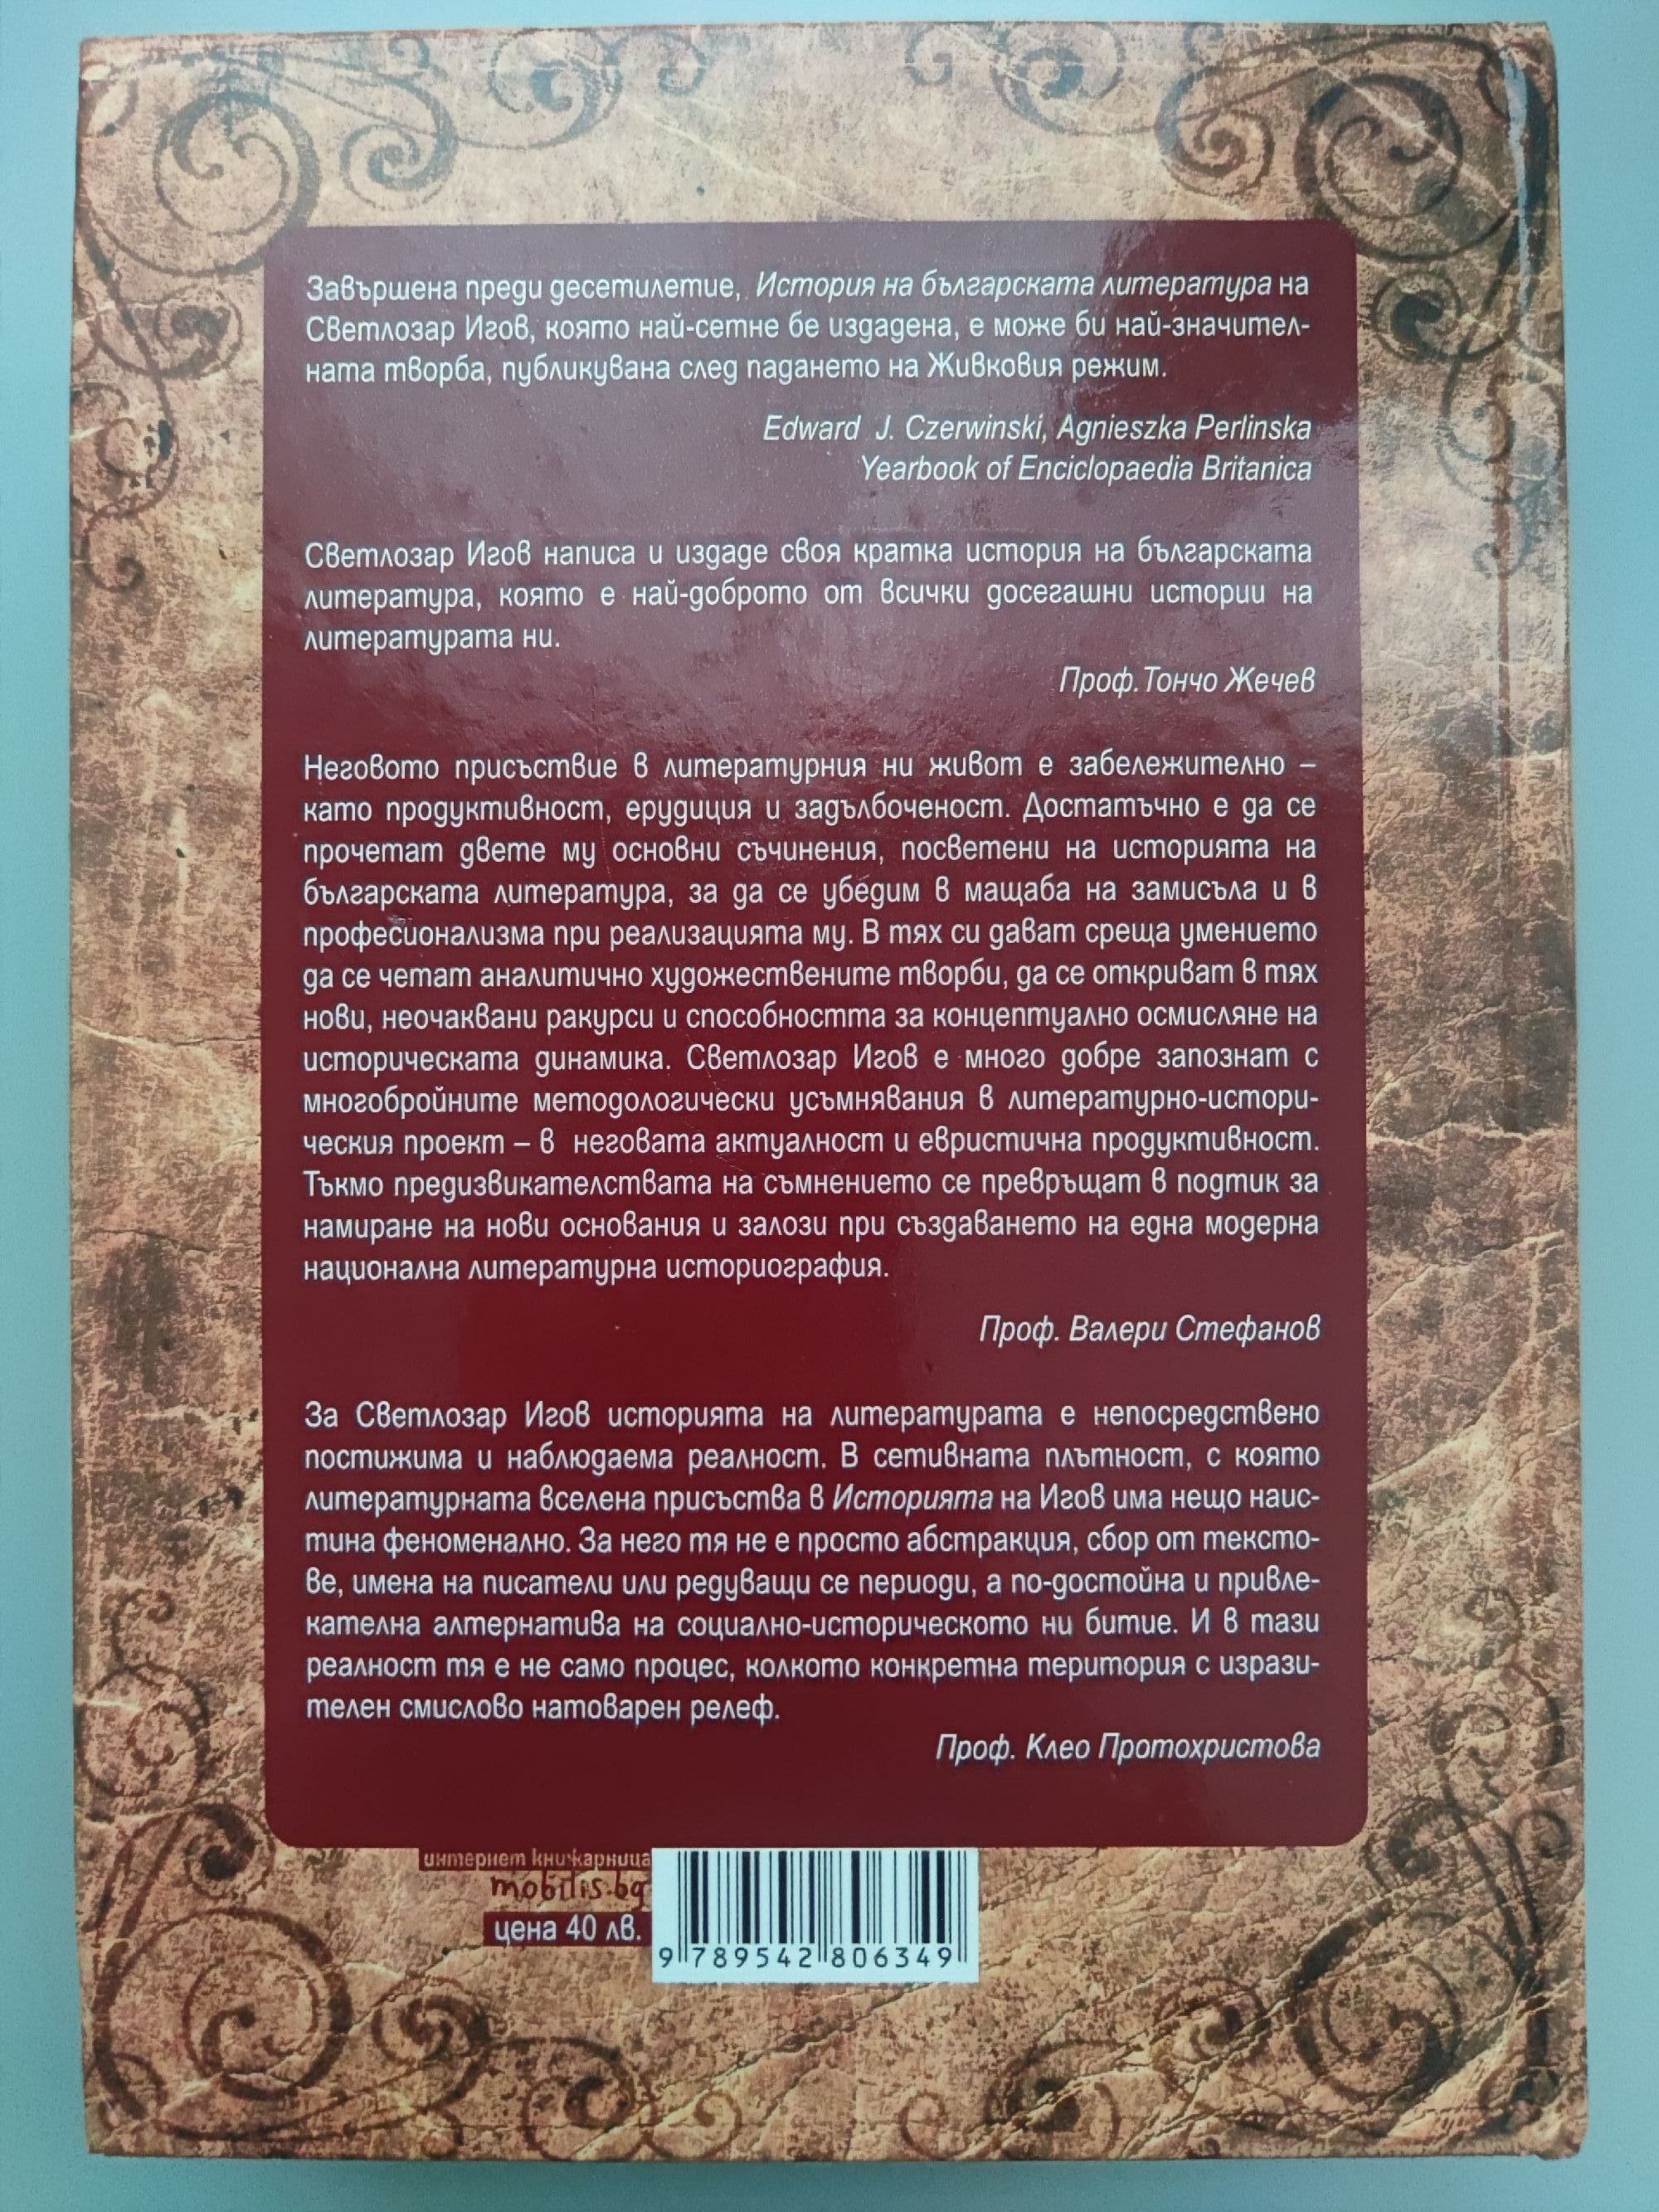 Завършена преди десетилетие, История на българската литература на
Светлозар Игов, която най-сетне бе издадена, е може би най-значител-
ната творба, публикувана след падането на Живковия режим.
Edward J. Czerwinski, Agnieszka Perlinska
Yearbook of Enciclopaedia Britanica
Светлозар Игов написа и издаде своя кратка история на българската
литература, която е най-доброто от всички досегашни истории на
литературата ни.
Проф.Тончо Жечев
Неговото присъствие в литературния ни живот е забележително –
като продуктивност, ерудиция и задълбоченост. Достатъчно е да се
прочетат двете му основни съчинения, посветени на историята на
българската литература, за да се убедим в мащаба на замисъла и в
професионализма при реализацията му. В тях си дават среща умението
да се четат аналитично художествените творби, да се откриват в тях
нови, неочаквани ракурси и способността за концептуално осмисляне на
историческата динамика. Светлозар Игов е много добре запознат с
многобройните методологически усъмнявания в литературно-истори-
ческия проект – в неговата актуалност и евристична продуктивност.
Тъкмо предизвикателствата на съмнението се превръщат в подтик за
намиране на нови основания и залози при създаването на една модерна
национална литературна историография.
Проф. Валери Стефанов
За Светлозар Игов историята на литературата е непосредствено
постижима и наблюдаема реалност. В сетивната плътност, с която
литературната вселена присъства в Историята на Игов има нещо наис-
тина феноменално. За него тя не е просто абстракция, сбор от тексто-
ве, имена на писатели или редуващи се периоди, а по-достойна и привле-
кателна алтернатива на социално-историческото ни битие. И в тази
реалност тя е не само процес, колкото конкретна територия с изрази-
телен смислово натоварен релеф.
Проф. Клео Протохристова
интернет книжарница
mobilis.bg
цена 40 лв.
9 789542 806349